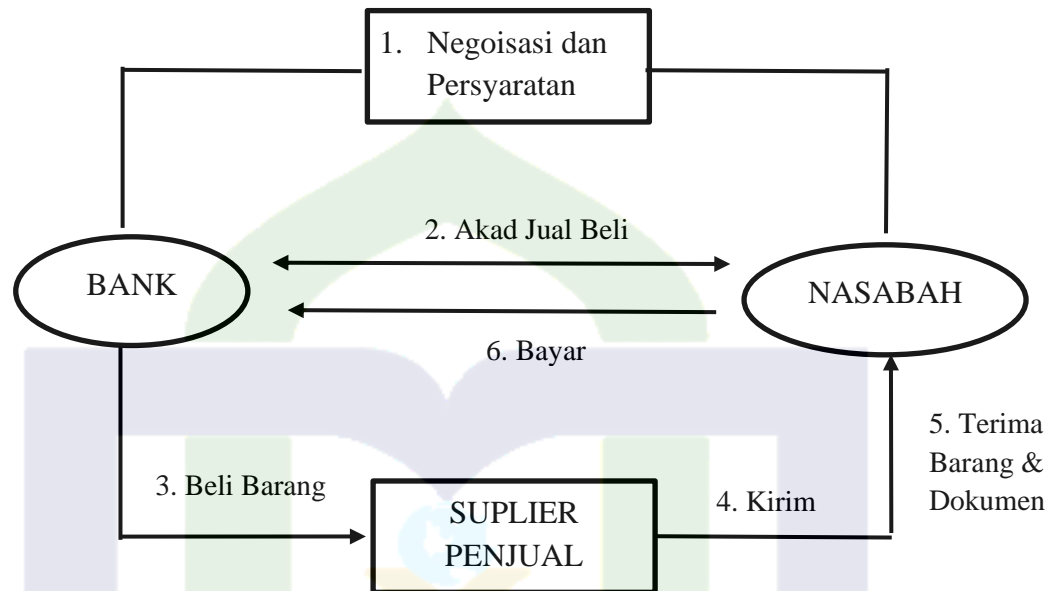 1. Negoisasi dan
Persyaratan
2. Akad Jual Beli
BANK
NASABAH
6. Bayar
5. Terima
Barang &
Dokumen
3. Beli Barang
SUPLIER
PENJUAL
4. Kirim